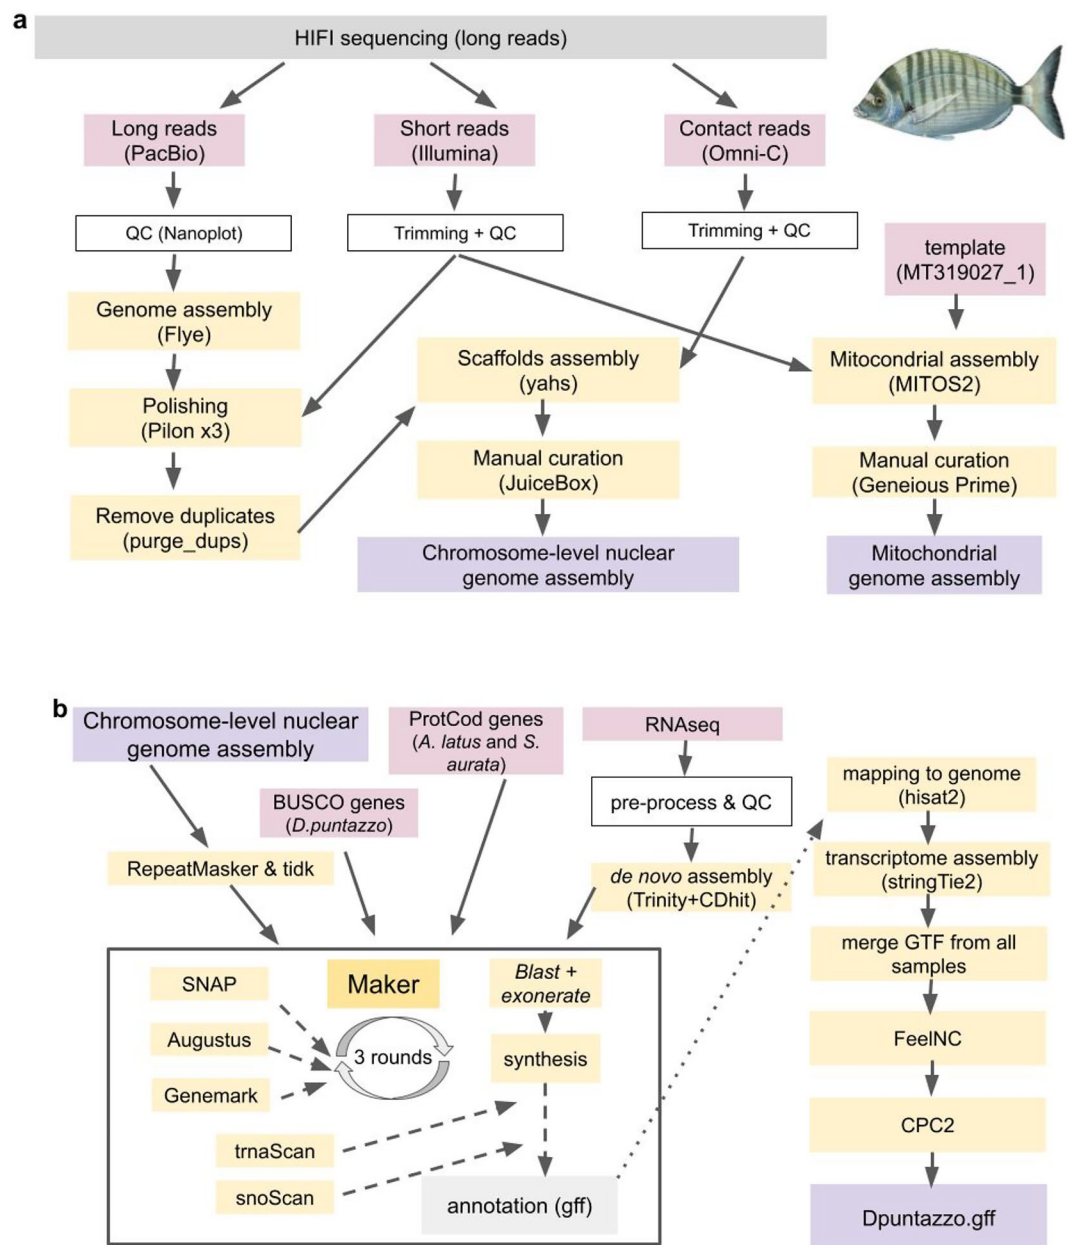 a
HIFI sequencing (long reads)
Long reads
(PacBio)
Short reads
(Illumina)
Contact reads
(Omni-C)
QC (Nanoplot)
Trimming + QC
Trimming + QC
template
(MT319027_1)
Genome assembly
(Flye)
Scaffolds assembly
(yahs)
Mitocondrial assembly
(MITOS2)
Polishing
(Pilon x3)
Manual curation
(JuiceBox)
Manual curation
(Geneious Prime)
Remove duplicates
(purge_dups)
Chromosome-level nuclear
genome assembly
Mitochondrial
genome assembly
b
Chromosome-level nuclear
genome assembly
ProtCod genes
(A. latus and S.
aurata)
RNAseq
BUSCO genes
(D.puntazzo)
pre-process & QC
mapping to genome
(hisat2)
RepeatMasker & tidk
de novo assembly
(Trinity+CDhit)
transcriptome assembly
(stringTie2)
merge GTF from all
samples
SNAP
Maker
Blast +
exonerate
Augustus
3 rounds
synthesis
FeelNC
Genemark
trnaScan
CPC2
snoScan
annotation (gff)
Dpuntazzo.gff